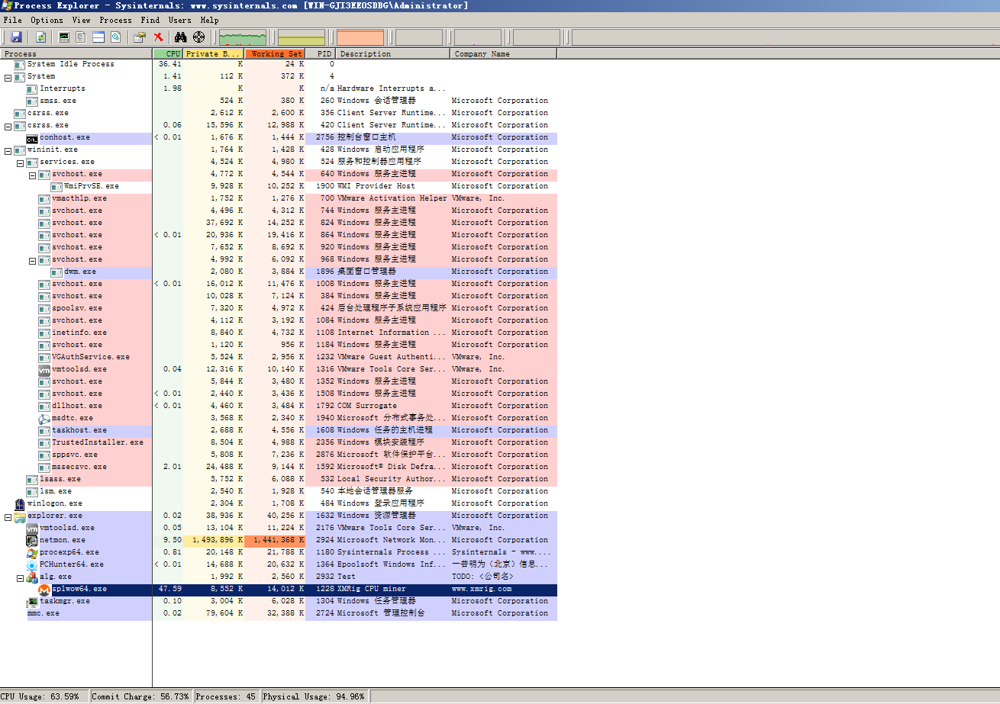 Process Explorer - Sysinternals: www.sysinternals.com [WIN-GJI3EEOSDBG\Administrator]
File Options View Process Find Users Help
Process CPU Private B... Working Set PID Description Company Name
System Idle Process 36.41 K 24 K 0
System 1.41 112 K 372 K 4
Interrupts 1.98 K K n/a Hardware Interrupts a...
smss.exe 524 K 380 K 260 Windows 会话管理器 Microsoft Corporation
csrss.exe 2,612 K 2,600 K 356 Client Server Runtime... Microsoft Corporation
csrss.exe 0.06 15,596 K 12,988 K 420 Client Server Runtime... Microsoft Corporation
conhost.exe < 0.01 1,676 K 1,444 K 2756 控制台窗口主机 Microsoft Corporation
wininit.exe 1,764 K 1,428 K 428 Windows 启动应用程序 Microsoft Corporation
services.exe 4,524 K 4,980 K 524 服务和控制器应用程序 Microsoft Corporation
svchost.exe 4,772 K 4,544 K 640 Windows 服务主进程 Microsoft Corporation
WmiPrvSE.exe 9,928 K 10,252 K 1900 WMI Provider Host Microsoft Corporation
vmacthlp.exe 1,752 K 1,276 K 700 VMware Activation Helper VMware, Inc.
svchost.exe 4,496 K 4,312 K 744 Windows 服务主进程 Microsoft Corporation
svchost.exe 37,692 K 14,252 K 824 Windows 服务主进程 Microsoft Corporation
svchost.exe < 0.01 20,936 K 19,416 K 864 Windows 服务主进程 Microsoft Corporation
svchost.exe 7,652 K 8,692 K 920 Windows 服务主进程 Microsoft Corporation
svchost.exe 4,992 K 6,092 K 968 Windows 服务主进程 Microsoft Corporation
dwm.exe 2,080 K 3,884 K 1896 桌面窗口管理器 Microsoft Corporation
svchost.exe < 0.01 16,012 K 11,476 K 1008 Windows 服务主进程 Microsoft Corporation
svchost.exe 10,028 K 7,124 K 384 Windows 服务主进程 Microsoft Corporation
spoolsv.exe 7,320 K 4,972 K 424 后台处理程序子系统应用程序 Microsoft Corporation
svchost.exe 4,112 K 3,192 K 1084 Windows 服务主进程 Microsoft Corporation
inetinfo.exe 8,840 K 4,732 K 1108 Internet Information ... Microsoft Corporation
svchost.exe 1,120 K 956 K 1184 Windows 服务主进程 Microsoft Corporation
VGAuthService.exe 5,524 K 2,956 K 1232 VMware Guest Authenti... VMware, Inc.
vmtoolsd.exe 0.04 12,316 K 10,140 K 1316 VMware Tools Core Ser... VMware, Inc.
svchost.exe 5,844 K 3,480 K 1352 Windows 服务主进程 Microsoft Corporation
svchost.exe < 0.01 2,440 K 3,436 K 1508 Windows 服务主进程 Microsoft Corporation
dllhost.exe < 0.01 4,460 K 3,484 K 1792 COM Surrogate Microsoft Corporation
msdtc.exe 3,568 K 2,340 K 1940 Microsoft 分布式事务处... Microsoft Corporation
taskhost.exe 2,688 K 4,556 K 1608 Windows 任务的主机进程 Microsoft Corporation
TrustedInstaller.exe 8,504 K 4,988 K 2356 Windows 模块安装程序 Microsoft Corporation
sppsvc.exe 5,808 K 7,236 K 2876 Microsoft 软件保护平台... Microsoft Corporation
mssecsvc.exe 2.01 24,488 K 9,144 K 1592 Microsoft® Disk Defra... Microsoft Corporation
lsass.exe 5,752 K 6,088 K 532 Local Security Author... Microsoft Corporation
lsm.exe 2,540 K 1,928 K 540 本地会话管理器服务 Microsoft Corporation
winlogon.exe 2,304 K 1,708 K 484 Windows 登录应用程序 Microsoft Corporation
explorer.exe 0.02 38,936 K 40,256 K 1632 Windows 资源管理器 Microsoft Corporation
vmtoolsd.exe 0.05 13,104 K 11,224 K 2176 VMware Tools Core Ser... VMware, Inc.
netmon.exe 9.50 1,493,896 K 1,441,368 K 2924 Microsoft Network Mon... Microsoft Corporation
procexp64.exe 0.81 20,148 K 21,788 K 1180 Sysinternals Process ... Sysinternals - www....
PCHunter64.exe < 0.01 14,688 K 20,632 K 1364 Epoolsoft Windows Inf... 一普明为（北京）信息...
alg.exe 1,992 K 2,560 K 2932 Test TODO: <公司名>
splwow64.exe 47.59 8,552 K 14,012 K 1228 XMRig CPU miner www.xmrig.com
taskmgr.exe 0.10 3,004 K 6,028 K 1304 Windows 任务管理器 Microsoft Corporation
mmc.exe 0.02 79,604 K 32,388 K 2724 Microsoft 管理控制台 Microsoft Corporation
CPU Usage: 63.59% Commit Charge: 56.73% Processes: 45 Physical Usage: 94.96%